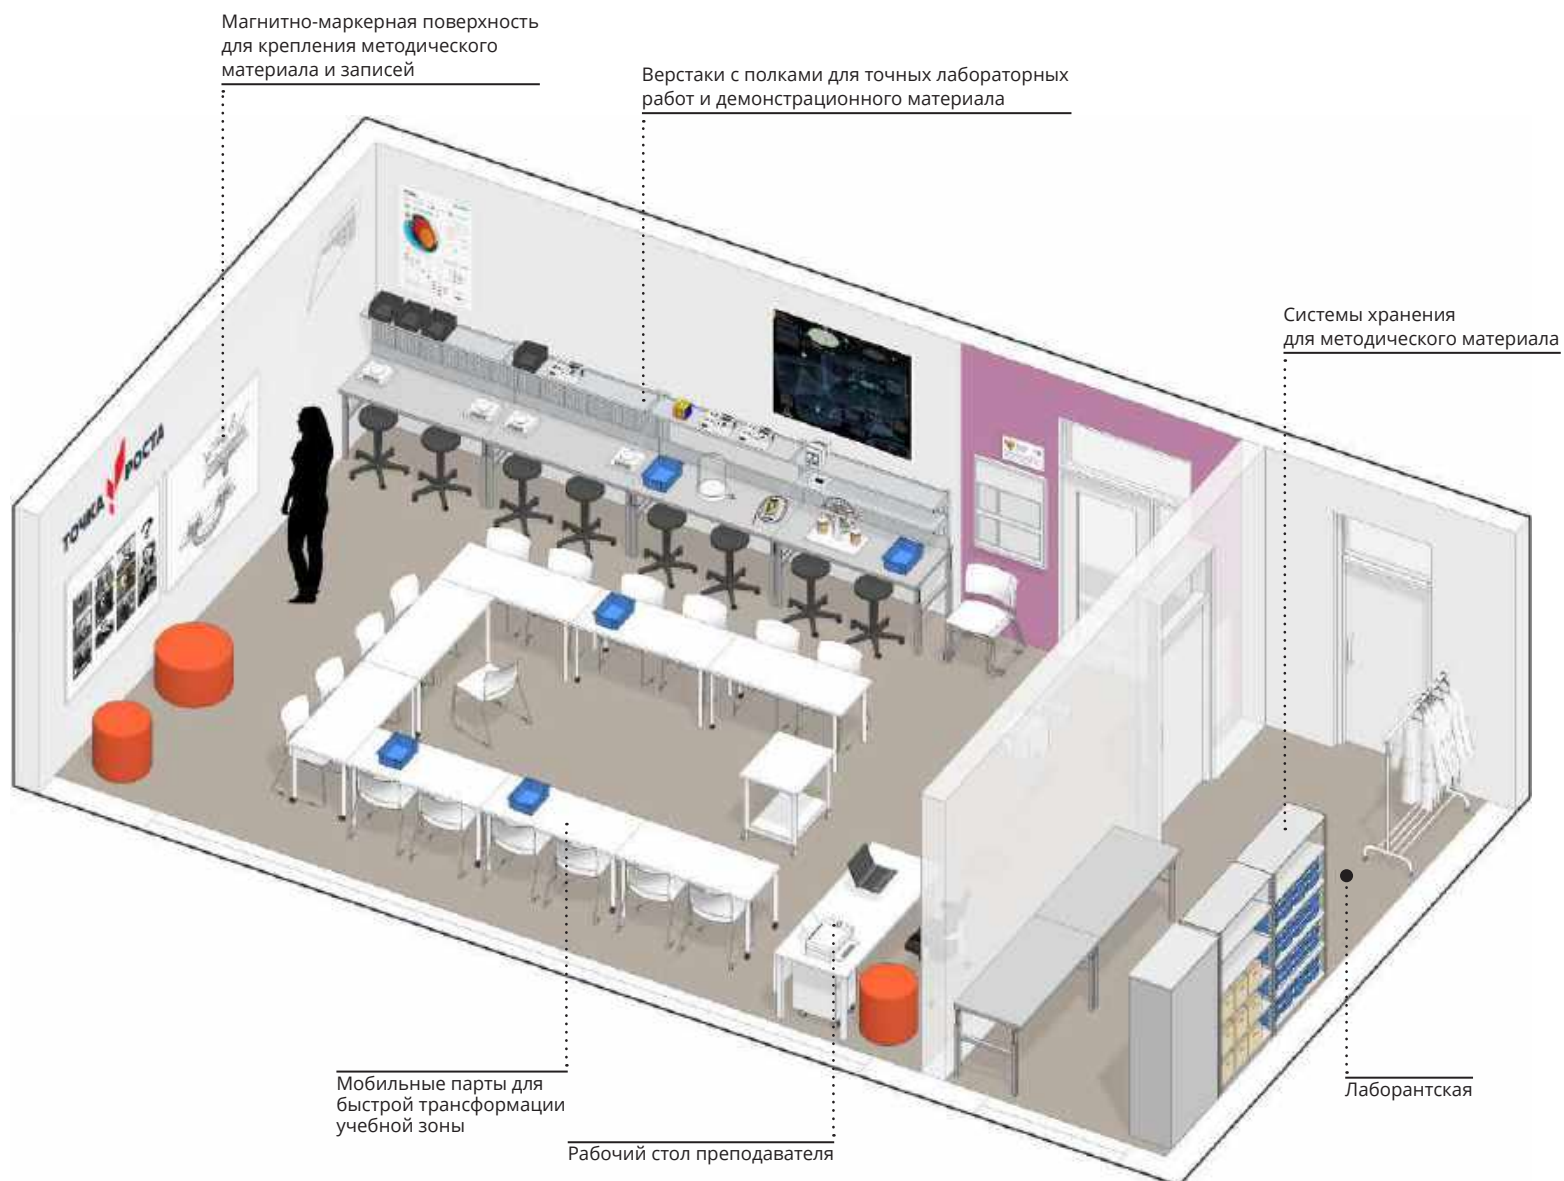 Магнитно-маркерная поверхность
для крепления методического
материала и записей
Верстаки с полками для точных лабораторных
работ и демонстрационного материала
Системы хранения
для методического материала
ТОЧКА РОСТА
?
Мобильные парты для
быстрой трансформации
учебной зоны
Рабочий стол преподавателя
Лаборантская